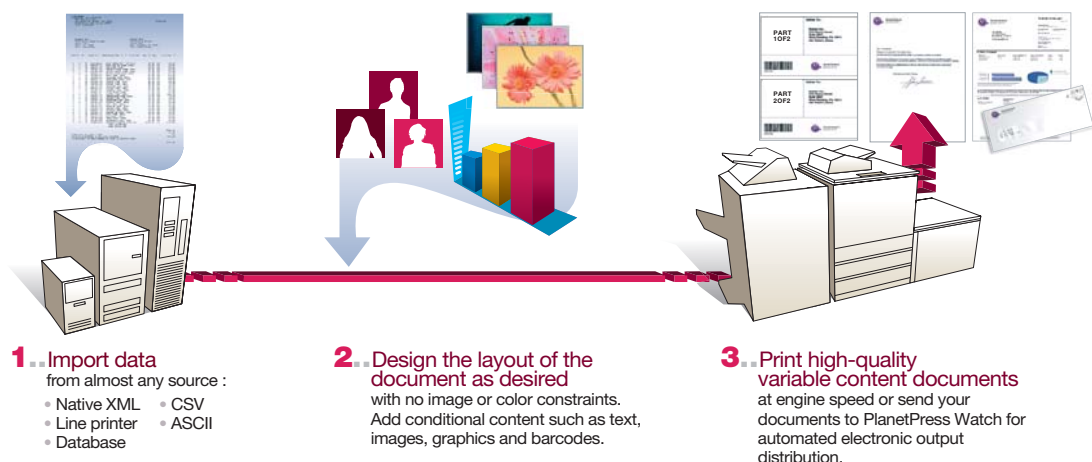 PART
1OF2
PART
2OF2
1..Import data
from almost any source :
• Native XML • CSV
• Line printer • ASCII
• Database
2..Design the layout of the
document as desired
with no image or color constraints.
Add conditional content such as text,
images, graphics and barcodes.
3..Print high-quality
variable content documents
at engine speed or send your
documents to PlanetPress Watch for
automated electronic output
distribution.